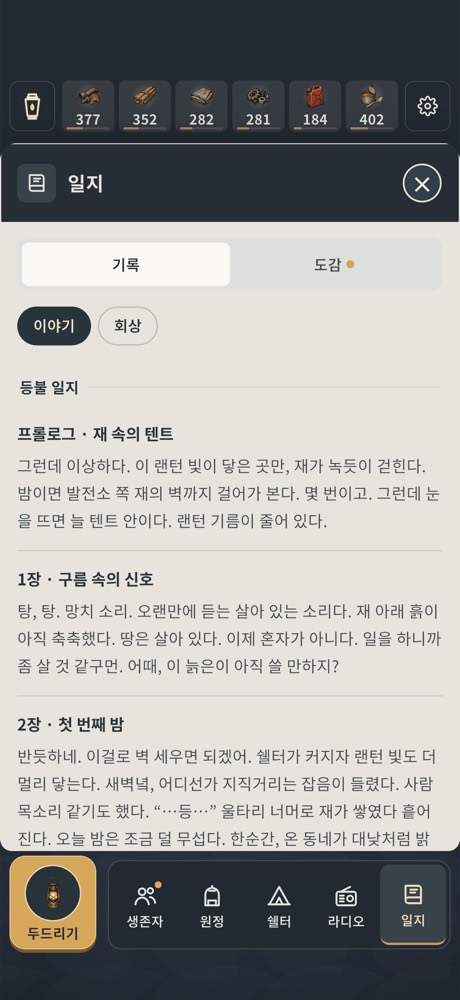 377 352 282 281 184 402
일지
기록 도감
이야기 회상
등불 일지
프롤로그 · 재 속의 텐트
그런데 이상하다. 이 랜턴 빛이 닿은 곳만, 재가 녹듯이 걷힌다.
밤이면 발전소 쪽 재의 벽까지 걸어가 본다. 몇 번이고. 그런데 눈
을 뜨면 늘 텐트 안이다. 랜턴 기름이 줄어 있다.
1장 · 구름 속의 신호
탕, 탕. 망치 소리. 오랜만에 듣는 살아 있는 소리다. 재 아래 흙이
아직 축축했다. 땅은 살아 있다. 이제 혼자가 아니다. 일을 하니까
좀 살 것 같구먼. 어때, 이 늙은이 아직 쓸 만하지?
2장 · 첫 번째 밤
반듯하네. 이걸로 벽 세우면 되겠어. 쉘터가 커지자 랜턴 빛도 더
멀리 닿는다. 새벽녘, 어디선가 지직거리는 잡음이 들렸다. 사람
목소리 같기도 했다. “…등…” 울타리 너머로 재가 쌓였다 흩어
진다. 오늘 밤은 조금 덜 무섭다. 한순간, 온 동네가 대낮처럼 밝
두드리기 생존자 원정 쉘터 라디오 일지